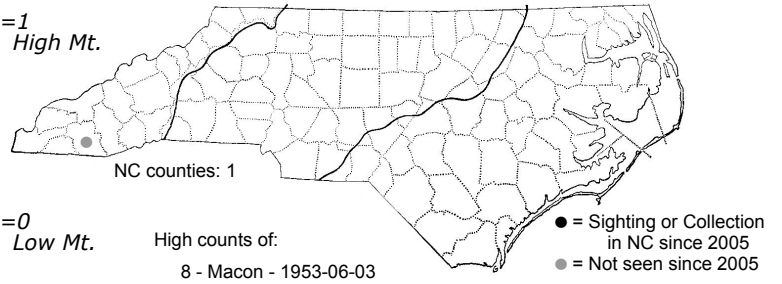 =1
High Mt.
NC counties: 1
=0
Low Mt.
High counts of:
8 - Macon - 1953-06-03
● = Sighting or Collection
in NC since 2005
● = Not seen since 2005